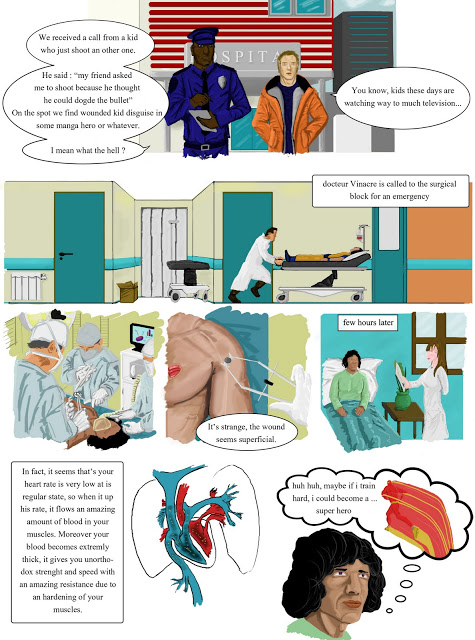 We received a call from a kid
who just shoot an other one.
He said : “my friend asked
me to shoot because he thought
he could dogde the bullet”
On the spot we find wounded kid disguise in
some manga hero or whatever.
I mean what the hell ?
HOSPITAL
You know, kids these days are
watching way to much television...
docteur Vinacre is called to the surgical
block for an emergency
It's strange, the wound
seems superficial.
few hours later
In fact, it seems that's your
heart rate is very low at is
regular state, so when it up
his rate, it flows an amazing
amount of blood in your
muscles. Moreover your
blood becomes extremly
thick, it gives you unortho-
dox strenght and speed with
an amazing resistance due to
an hardening of your
muscles.
huh huh, maybe if i train
hard, i could become a ...
super hero